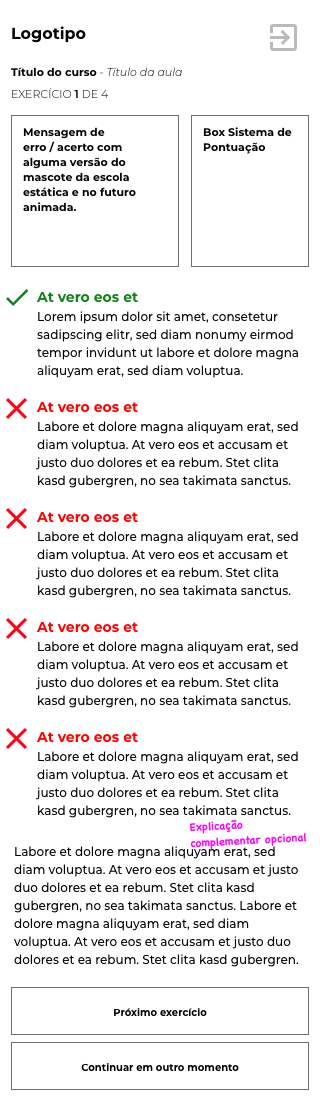 Logotipo
Título do curso - Título da aula
EXERCÍCIO 1 DE 4
Mensagem de
erro / acerto com
alguma versão do
mascote da escola
estática e no futuro
animada.
Box Sistema de
Pontuação
At vero eos et
Lorem ipsum dolor sit amet, consetetur
sadipscing elitr, sed diam nonumy eirmod
tempor invidunt ut labore et dolore magna
aliquyam erat, sed diam voluptua.
At vero eos et
Labore et dolore magna aliquyam erat, sed
diam voluptua. At vero eos et accusam et
justo duo dolores et ea rebum. Stet clita
kasd gubergren, no sea takimata sanctus.
At vero eos et
Labore et dolore magna aliquyam erat, sed
diam voluptua. At vero eos et accusam et
justo duo dolores et ea rebum. Stet clita
kasd gubergren, no sea takimata sanctus.
At vero eos et
Labore et dolore magna aliquyam erat, sed
diam voluptua. At vero eos et accusam et
justo duo dolores et ea rebum. Stet clita
kasd gubergren, no sea takimata sanctus.
At vero eos et
Labore et dolore magna aliquyam erat, sed
diam voluptua. At vero eos et accusam et
justo duo dolores et ea rebum. Stet clita
kasd gubergren, no sea takimata sanctus.
Explicação
complementar opcional
Labore et dolore magna aliquyam erat, sed
diam voluptua. At vero eos et accusam et justo
duo dolores et ea rebum. Stet clita kasd
gubergren, no sea takimata sanctus. Labore et
dolore magna aliquyam erat, sed diam
voluptua. At vero eos et accusam et justo duo
dolores et ea rebum. Stet clita kasd gubergren.
Próximo exercício
Continuar em outro momento